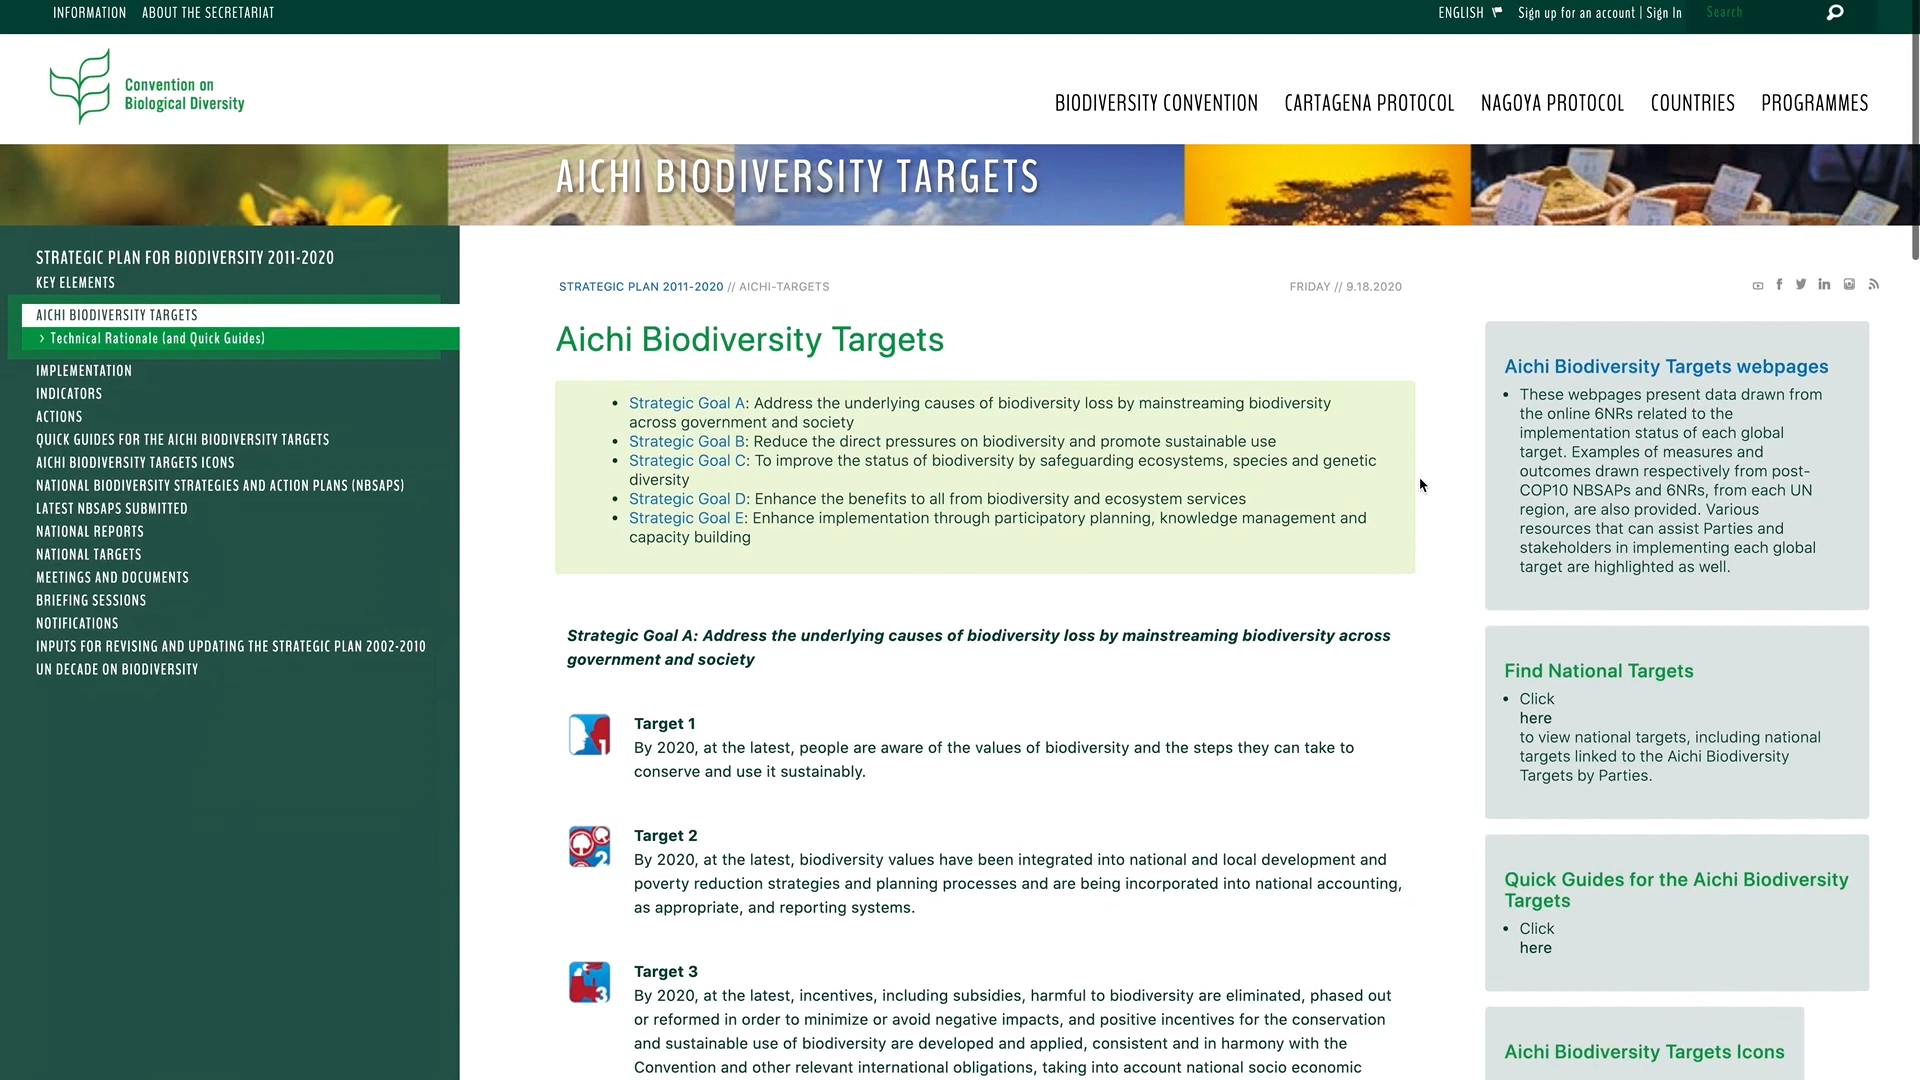 INFORMATION ABOUT THE SECRETARIAT
ENGLISH Sign up for an account | Sign In Search
Convention on
Biological Diversity
BIODIVERSITY CONVENTION CARTAGENA PROTOCOL NAGOYA PROTOCOL COUNTRIES PROGRAMMES
AICHI BIODIVERSITY TARGETS
STRATEGIC PLAN FOR BIODIVERSITY 2011-2020
KEY ELEMENTS
AICHI BIODIVERSITY TARGETS
> Technical Rationale (and Quick Guides)
IMPLEMENTATION
INDICATORS
ACTIONS
QUICK GUIDES FOR THE AICHI BIODIVERSITY TARGETS
AICHI BIODIVERSITY TARGETS ICONS
NATIONAL BIODIVERSITY STRATEGIES AND ACTION PLANS (NBSAPS)
LATEST NBSAPS SUBMITTED
NATIONAL REPORTS
NATIONAL TARGETS
MEETINGS AND DOCUMENTS
BRIEFING SESSIONS
NOTIFICATIONS
INPUTS FOR REVISING AND UPDATING THE STRATEGIC PLAN 2002-2010
UN DECADE ON BIODIVERSITY
STRATEGIC PLAN 2011-2020 // AICHI-TARGETS
FRIDAY // 9.18.2020
Aichi Biodiversity Targets
• Strategic Goal A: Address the underlying causes of biodiversity loss by mainstreaming biodiversity
across government and society
• Strategic Goal B: Reduce the direct pressures on biodiversity and promote sustainable use
• Strategic Goal C: To improve the status of biodiversity by safeguarding ecosystems, species and genetic
diversity
• Strategic Goal D: Enhance the benefits to all from biodiversity and ecosystem services
• Strategic Goal E: Enhance implementation through participatory planning, knowledge management and
capacity building
Strategic Goal A: Address the underlying causes of biodiversity loss by mainstreaming biodiversity across
government and society
1
Target 1
By 2020, at the latest, people are aware of the values of biodiversity and the steps they can take to
conserve and use it sustainably.
2
Target 2
By 2020, at the latest, biodiversity values have been integrated into national and local development and
poverty reduction strategies and planning processes and are being incorporated into national accounting,
as appropriate, and reporting systems.
3
Target 3
By 2020, at the latest, incentives, including subsidies, harmful to biodiversity are eliminated, phased out
or reformed in order to minimize or avoid negative impacts, and positive incentives for the conservation
and sustainable use of biodiversity are developed and applied, consistent and in harmony with the
Convention and other relevant international obligations, taking into account national socio economic
Aichi Biodiversity Targets webpages
• These webpages present data drawn from
the online 6NRs related to the
implementation status of each global
target. Examples of measures and
outcomes drawn respectively from post-
COP10 NBSAPs and 6NRs, from each UN
region, are also provided. Various
resources that can assist Parties and
stakeholders in implementing each global
target are highlighted as well.
Find National Targets
• Click
here
to view national targets, including national
targets linked to the Aichi Biodiversity
Targets by Parties.
Quick Guides for the Aichi Biodiversity
Targets
• Click
here
Aichi Biodiversity Targets Icons